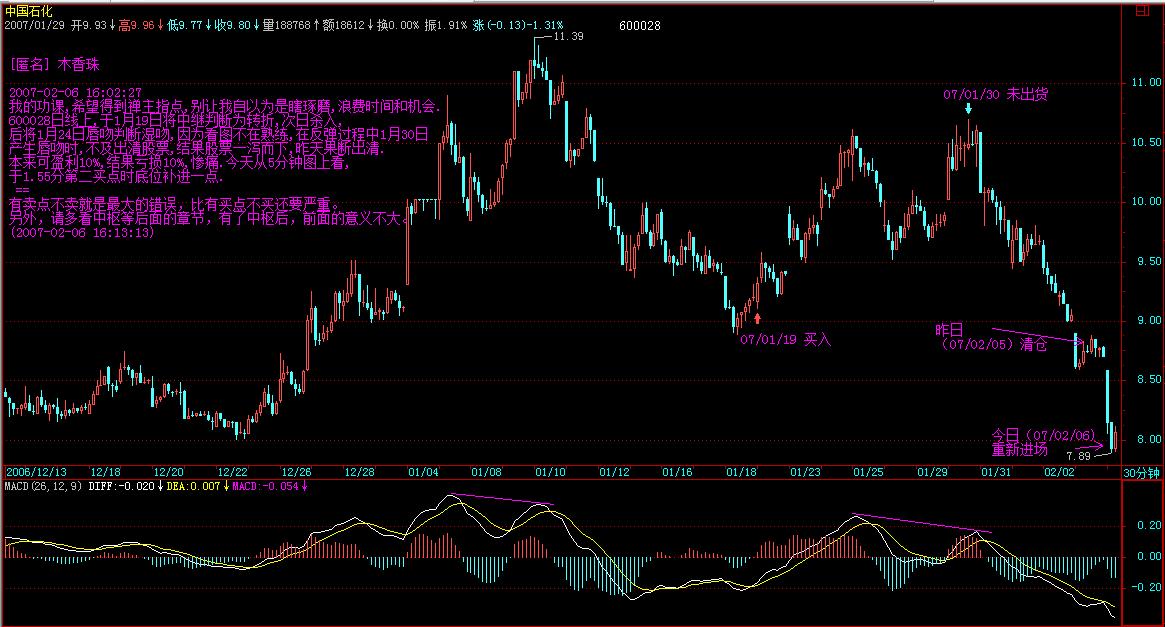 中国石化
日
2007/01/29 开9.93↓高9.96↓低9.77↓收9.80↓量188768↑额18612↓换0.00% 振1.91% 涨(-0.13)-1.31% 600028
11.39
[匿名] 木香珠
2007-02-06 16:02:27
我的功课,希望得到禅主指点,别让我自以为是瞎琢磨,浪费时间和机会.
600028日线上,于1月19日将中继判断为转折,次日杀入,
后将1月24日唇吻判断湿吻,因为看图不在熟练,在反弹过程中1月30日
产生唇吻时,不及出清股票.结果股票一泻而下,昨天果断出清.
本来可盈利10%,结果亏损10%,惨痛.今天从5分钟图上看,
于1.55分第二买点时底位补进一点.
==
有卖点不卖就是最大的错误，比有买点不买还要严重。
另外，请多看中枢等后面的章节，有了中枢后，前面的意义不大。
(2007-02-06 16:13:13)
07/01/30 未出货
11.00
10.50
10.00
9.50
9.00
8.50
8.00
07/01/19 买入
昨日
（07/02/05）清仓
今日（07/02/06）
重新进场
7.89
2006/12/13 12/18 12/20 12/22 12/26 12/28 01/04 01/08 01/10 01/12 01/16 01/18 01/23 01/25 01/29 01/31 02/02 30分钟
MACD(26,12,9) DIFF:-0.020↓DEA:0.007↓MACD:-0.054↓
0.20
0.00
-0.20